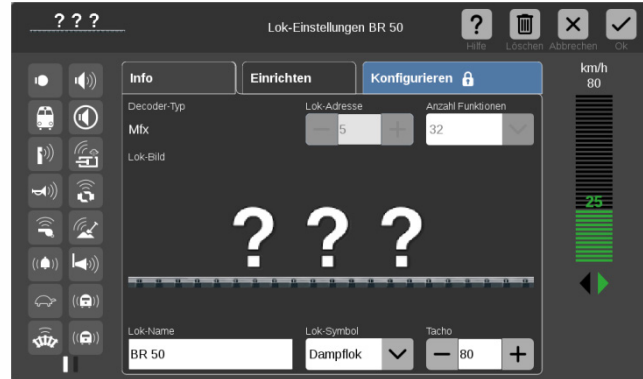 ? ? ?
Lok-Einstellungen BR 50
?
Hilfe
Löschen
Abbrechen
Ok
Info
Einrichten
Konfigurieren
km/h
80
Decoder-Typ
Lok-Adresse
Anzahl Funktionen
Mfx
5
32
Lok-Bild
25
? ? ?
Lok-Name
Lok-Symbol
Tacho
BR 50
Dampflok
80